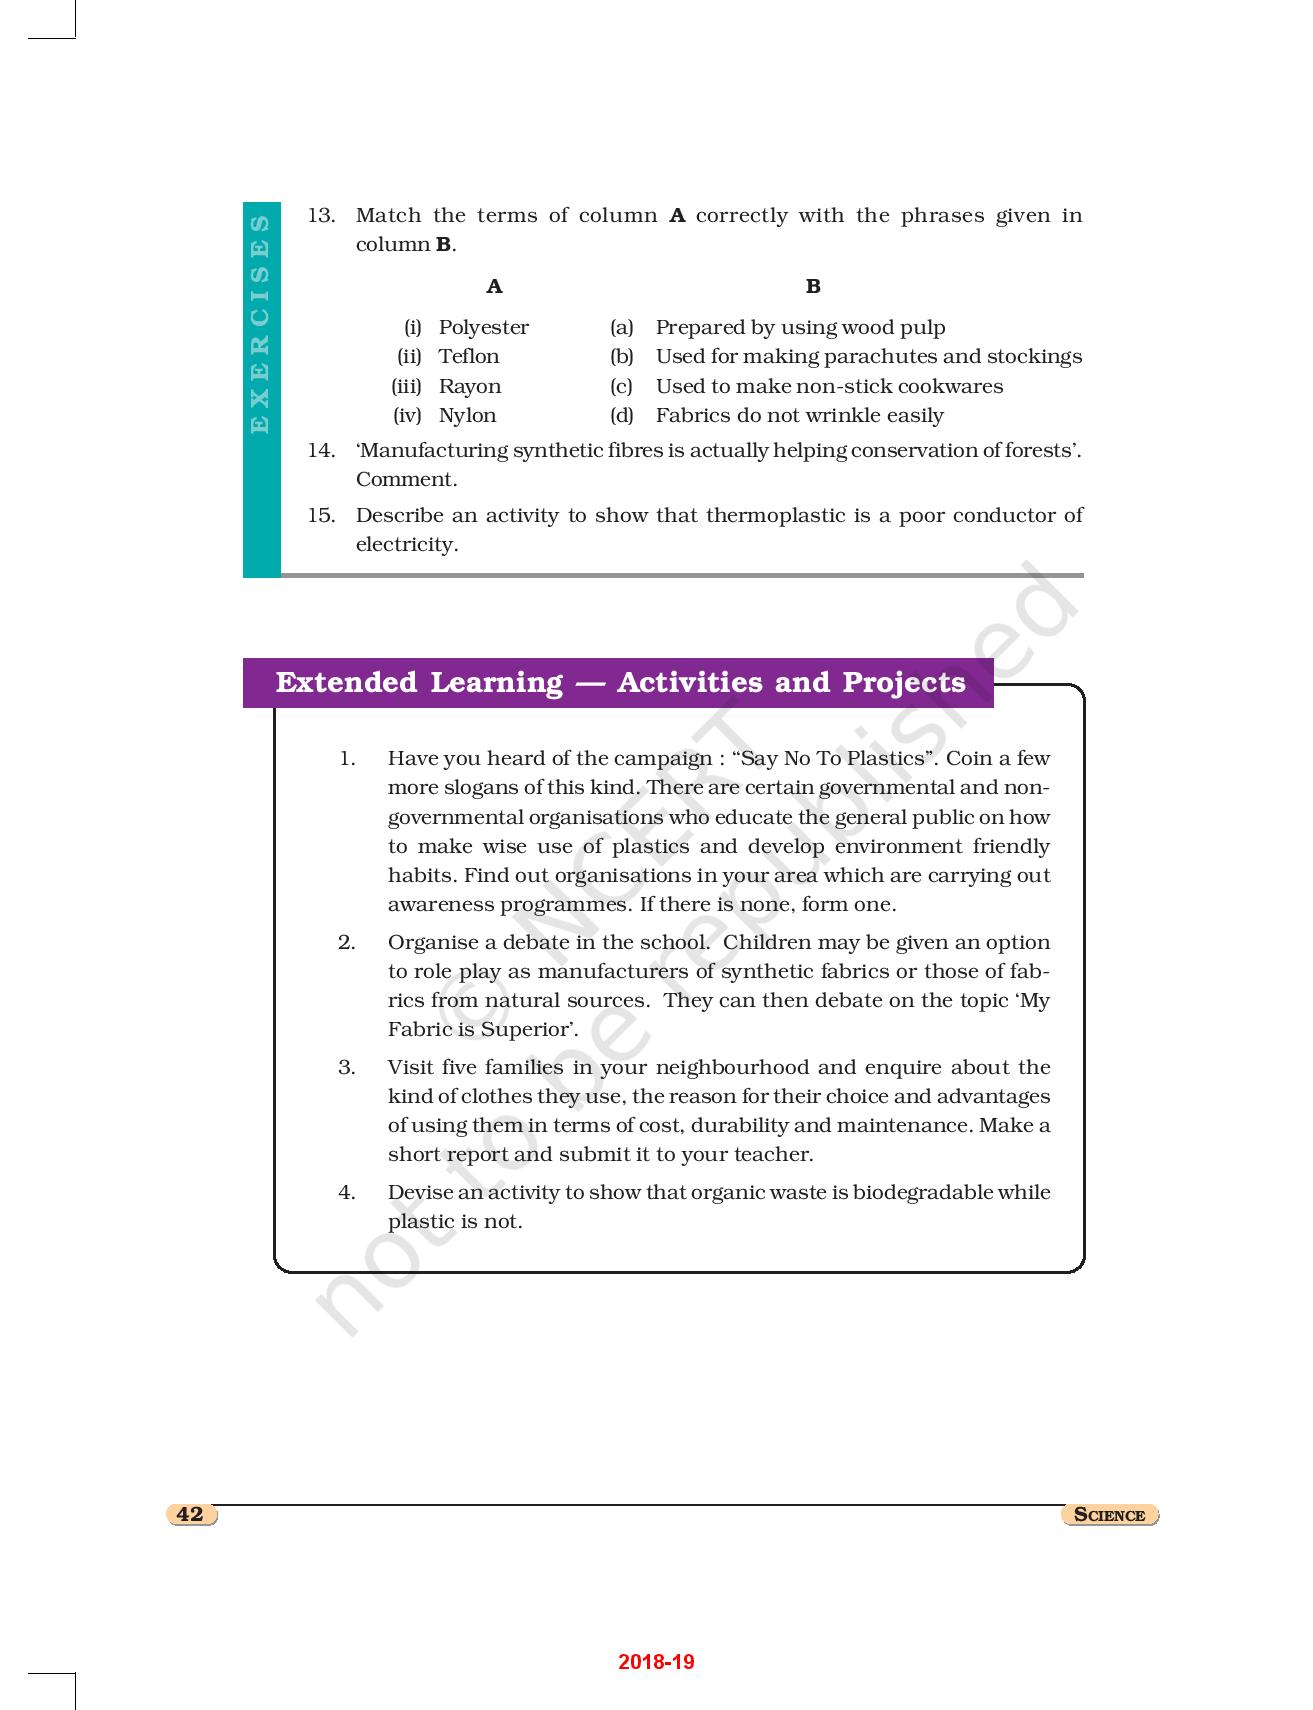 EXERCISES
13. Match the terms of column A correctly with the phrases given in
column B.
A B
(i) Polyester (a) Prepared by using wood pulp
(ii) Teflon (b) Used for making parachutes and stockings
(iii) Rayon (c) Used to make non-stick cookwares
(iv) Nylon (d) Fabrics do not wrinkle easily
14. ‘Manufacturing synthetic fibres is actually helping conservation of forests’.
Comment.
15. Describe an activity to show that thermoplastic is a poor conductor of
electricity.
Extended Learning — Activities and Projects
1. Have you heard of the campaign : “Say No To Plastics”. Coin a few
more slogans of this kind. There are certain governmental and non-
governmental organisations who educate the general public on how
to make wise use of plastics and develop environment friendly
habits. Find out organisations in your area which are carrying out
awareness programmes. If there is none, form one.
2. Organise a debate in the school. Children may be given an option
to role play as manufacturers of synthetic fabrics or those of fab-
rics from natural sources. They can then debate on the topic ‘My
Fabric is Superior’.
3. Visit five families in your neighbourhood and enquire about the
kind of clothes they use, the reason for their choice and advantages
of using them in terms of cost, durability and maintenance. Make a
short report and submit it to your teacher.
4. Devise an activity to show that organic waste is biodegradable while
plastic is not.
© NCERT
not to be republished
42 SCIENCE
2018-19